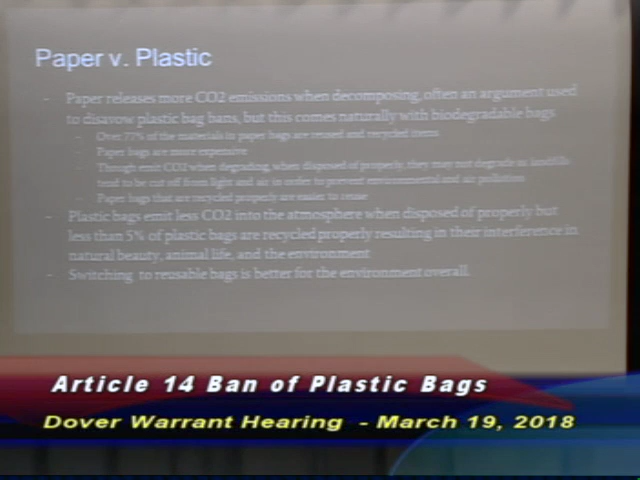 Paper v. Plastic
- Paper releases more CO2 emissions when decomposing, often an argument used
to disavow plastic bag bans, but this comes naturally with biodegradable bags
- Over 77% of the materials in paper bags are reused and recycled items
- Paper bags are more expensive
- Though emit CO2 when degrading, when disposed of properly, they may not degrade as landfills
tend to be cut off from light and air in order to prevent environmental and air pollution
- Paper bags that are recycled properly are easier to reuse
- Plastic bags emit less CO2 into the atmosphere when disposed of properly but
less than 5% of plastic bags are recycled properly resulting in their interference in
natural beauty, animal life, and the environment
- Switching to reusable bags is better for the environment overall.
Article 14 Ban of Plastic Bags
Dover Warrant Hearing - March 19, 2018